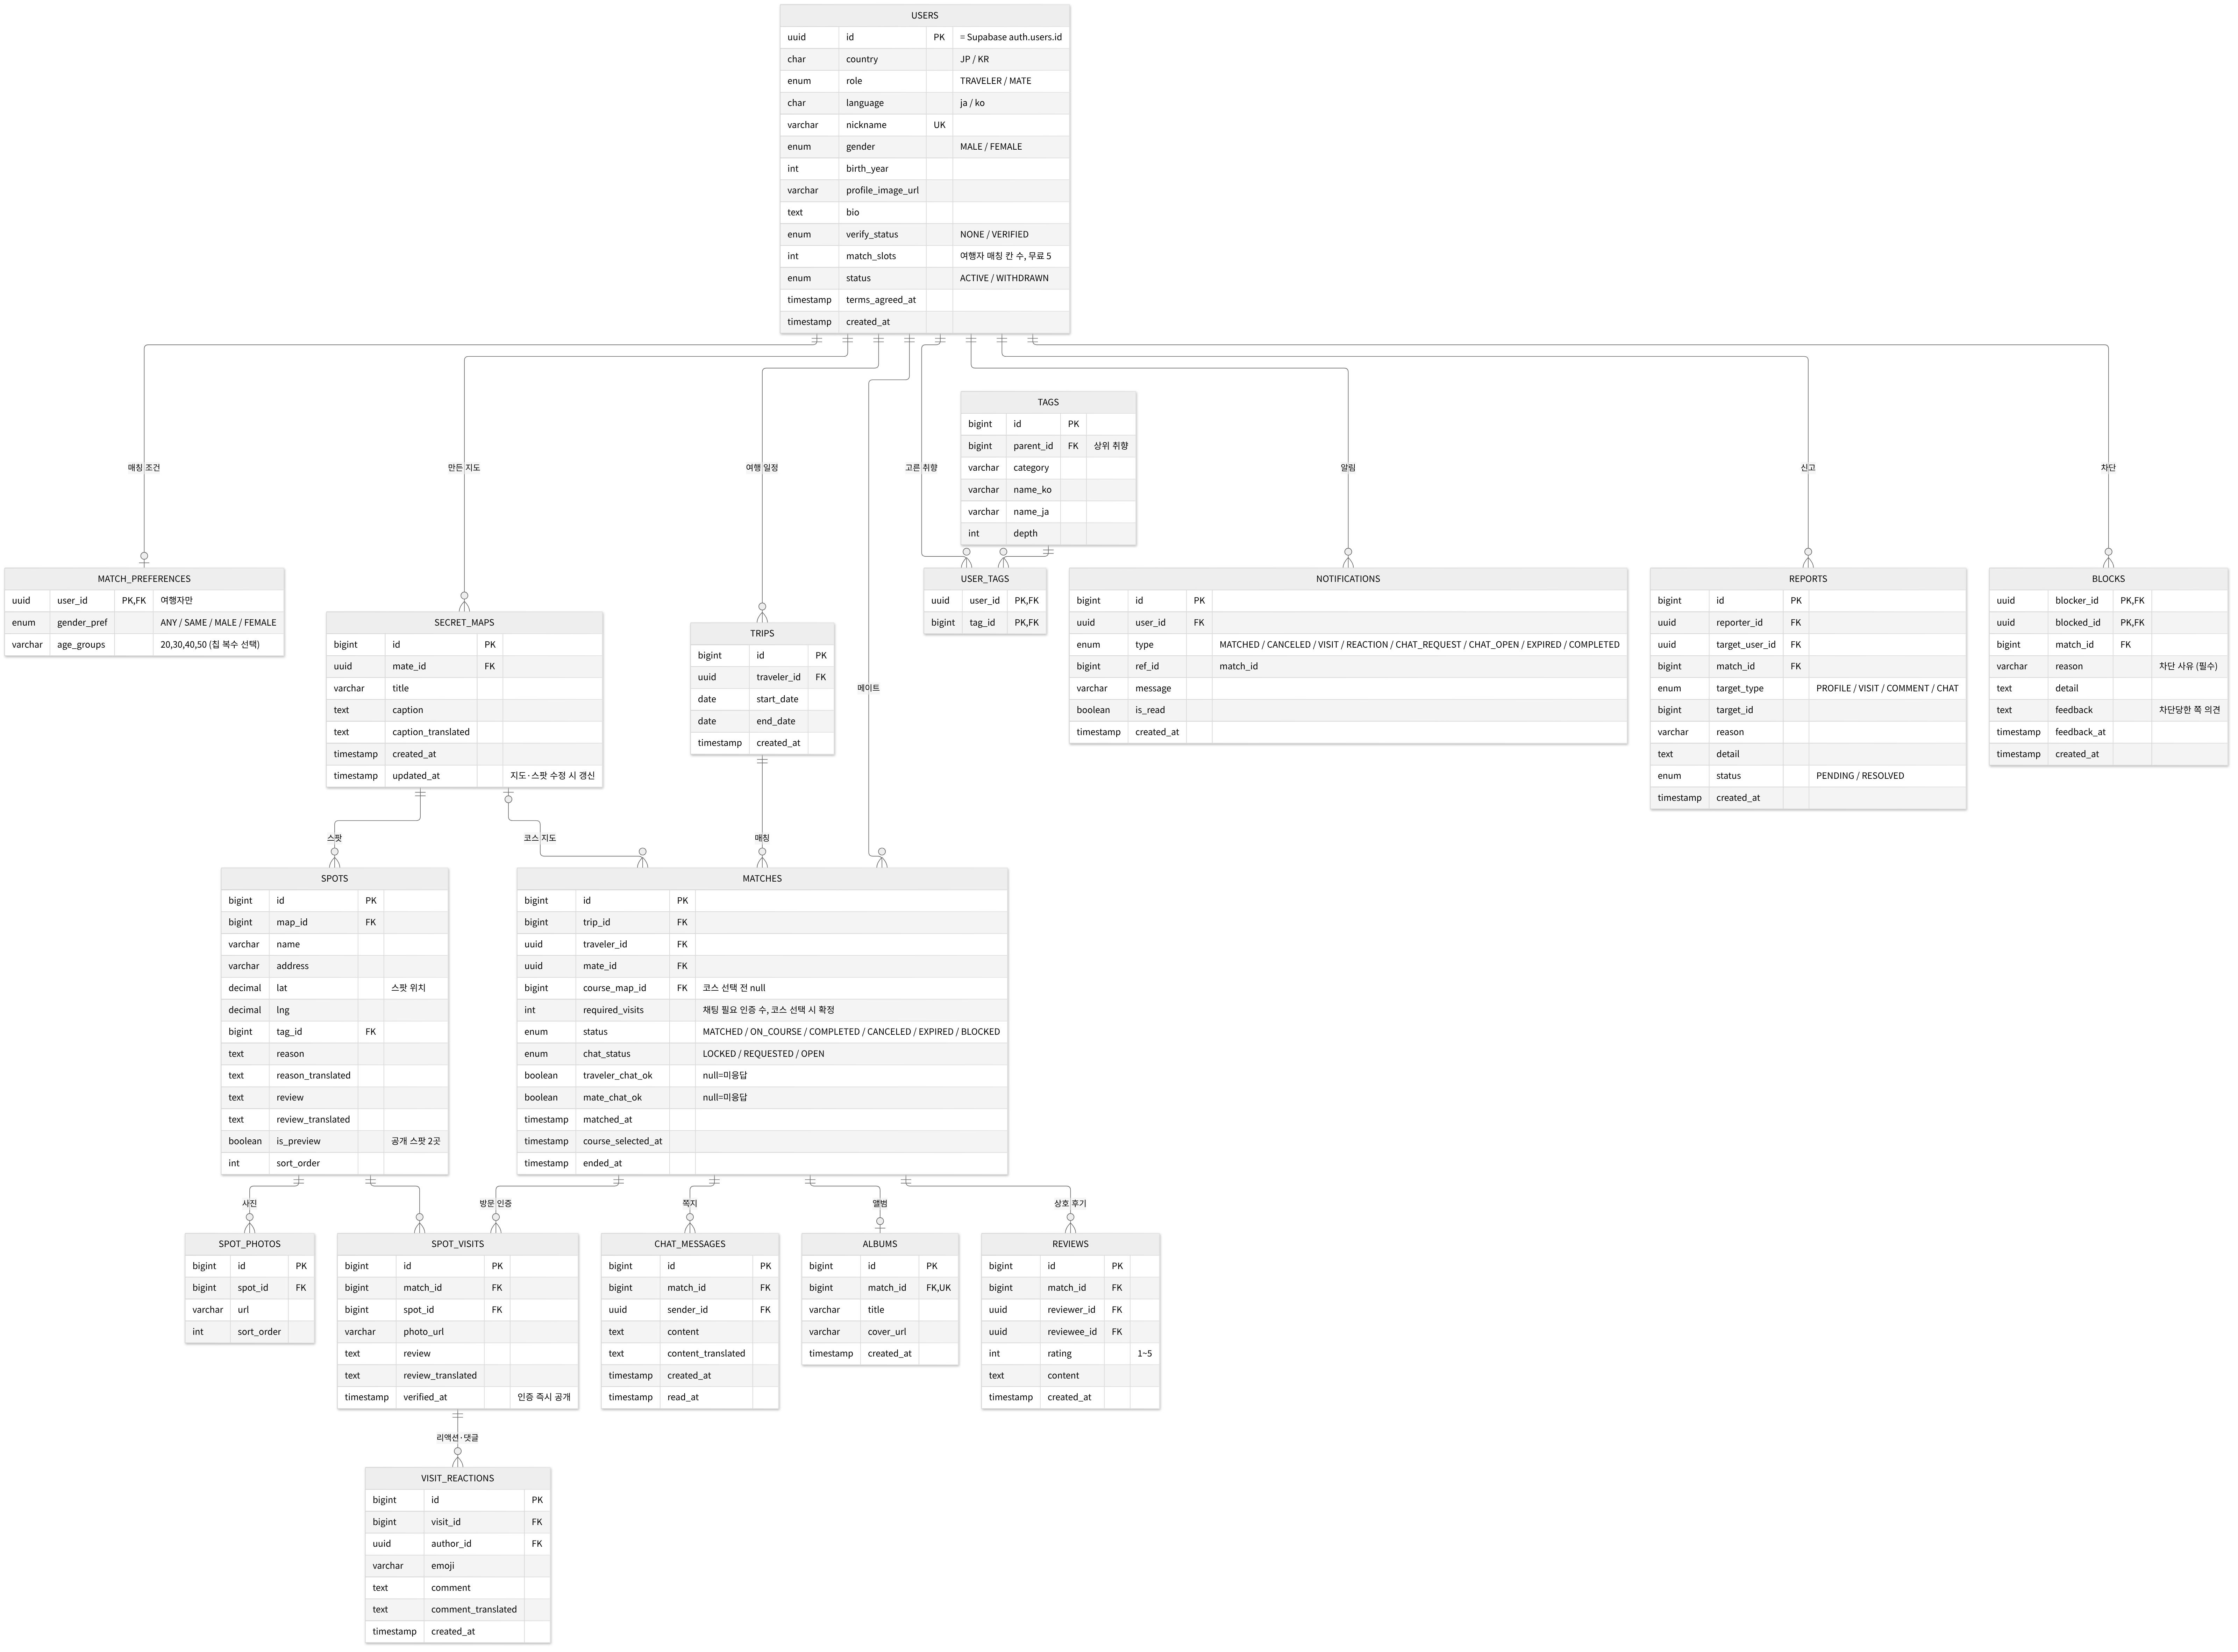 USERS
uuid id PK = Supabase auth.users.id
char country JP / KR
enum role TRAVELER / MATE
char language ja / ko
varchar nickname UK
enum gender MALE / FEMALE
int birth_year
varchar profile_image_url
text bio
enum verify_status NONE / VERIFIED
int match_slots 여행자 매칭 칸 수, 무료 5
enum status ACTIVE / WITHDRAWN
timestamp terms_agreed_at
timestamp created_at
TAGS
bigint id PK
bigint parent_id FK 상위 취향
varchar category
varchar name_ko
varchar name_ja
int depth
매칭 조건
만든 지도
여행 일정
고른 취향
알림
신고
차단
MATCH_PREFERENCES
uuid user_id PK,FK 여행자만
enum gender_pref ANY / SAME / MALE / FEMALE
varchar age_groups 20,30,40,50 (칩 복수 선택)
SECRET_MAPS
bigint id PK
uuid mate_id FK
varchar title
text caption
text caption_translated
timestamp created_at
timestamp updated_at 지도·스팟 수정 시 갱신
TRIPS
bigint id PK
uuid traveler_id FK
date start_date
date end_date
timestamp created_at
메이트
USER_TAGS
uuid user_id PK,FK
bigint tag_id PK,FK
NOTIFICATIONS
bigint id PK
uuid user_id FK
enum type MATCHED / CANCELED / VISIT / REACTION / CHAT_REQUEST / CHAT_OPEN / EXPIRED / COMPLETED
bigint ref_id match_id
varchar message
boolean is_read
timestamp created_at
REPORTS
bigint id PK
uuid reporter_id FK
uuid target_user_id FK
bigint match_id FK
enum target_type PROFILE / VISIT / COMMENT / CHAT
bigint target_id
varchar reason
text detail
enum status PENDING / RESOLVED
timestamp created_at
BLOCKS
uuid blocker_id PK,FK
uuid blocked_id PK,FK
bigint match_id FK
varchar reason 차단 사유 (필수)
text detail
text feedback 차단당한 쪽 의견
timestamp feedback_at
timestamp created_at
스팟
코스 지도
매칭
SPOTS
bigint id PK
bigint map_id FK
varchar name
varchar address
decimal lat 스팟 위치
decimal lng
bigint tag_id FK
text reason
text reason_translated
text review
text review_translated
boolean is_preview 공개 스팟 2곳
int sort_order
MATCHES
bigint id PK
bigint trip_id FK
uuid traveler_id FK
uuid mate_id FK
bigint course_map_id FK 코스 선택 전 null
int required_visits 채팅 필요 인증 수, 코스 선택 시 확정
enum status MATCHED / ON_COURSE / COMPLETED / CANCELED / EXPIRED / BLOCKED
enum chat_status LOCKED / REQUESTED / OPEN
boolean traveler_chat_ok null=미응답
boolean mate_chat_ok null=미응답
timestamp matched_at
timestamp course_selected_at
timestamp ended_at
사진
방문 인증
쪽지
앨범
상호 후기
SPOT_PHOTOS
bigint id PK
bigint spot_id FK
varchar url
int sort_order
SPOT_VISITS
bigint id PK
bigint match_id FK
bigint spot_id FK
varchar photo_url
text review
text review_translated
timestamp verified_at 인증 즉시 공개
CHAT_MESSAGES
bigint id PK
bigint match_id FK
uuid sender_id FK
text content
text content_translated
timestamp created_at
timestamp read_at
ALBUMS
bigint id PK
bigint match_id FK,UK
varchar title
varchar cover_url
timestamp created_at
REVIEWS
bigint id PK
bigint match_id FK
uuid reviewer_id FK
uuid reviewee_id FK
int rating 1~5
text content
timestamp created_at
리액션·댓글
VISIT_REACTIONS
bigint id PK
bigint visit_id FK
uuid author_id FK
varchar emoji
text comment
text comment_translated
timestamp created_at